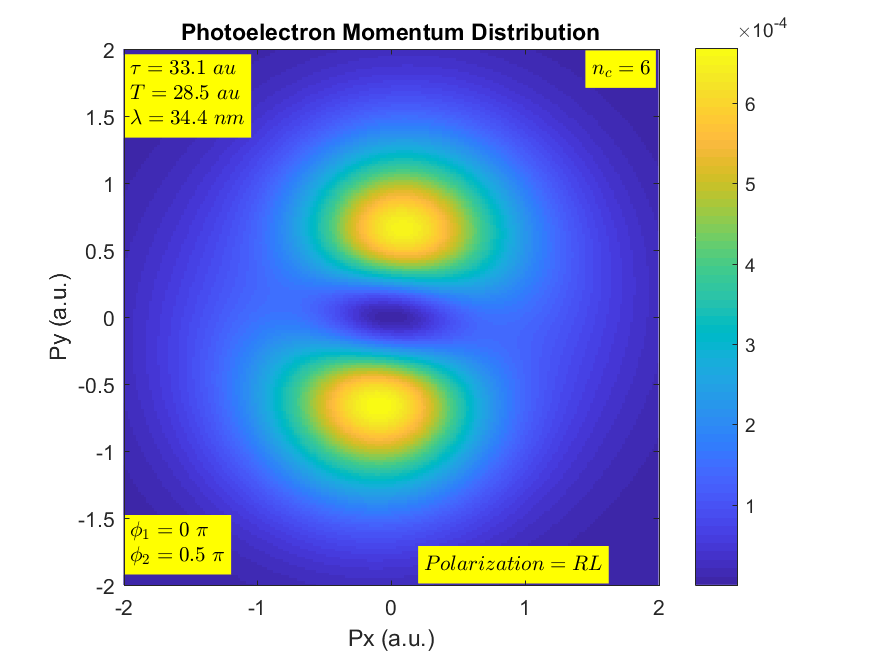 Photoelectron Momentum Distribution
×10⁻⁴
τ = 33.1 au
T = 28.5 au
λ = 34.4 nm
n_c = 6
2
1.5
1
0.5
0
-0.5
-1
-1.5
-2
Py (a.u.)
ϕ₁ = 0 π
ϕ₂ = 0.5 π
Polarization = RL
-2 -1 0 1 2
Px (a.u.)
6
5
4
3
2
1